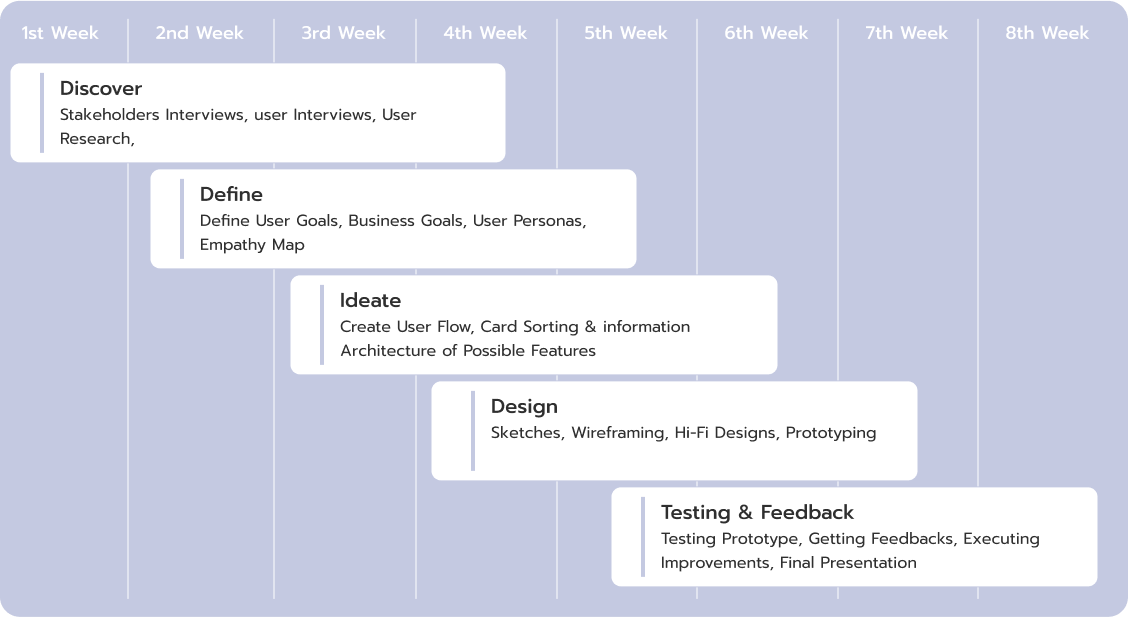 1st Week 2nd Week 3rd Week 4th Week 5th Week 6th Week 7th Week 8th Week
Discover
Stakeholders Interviews, user Interviews, User
Research,
Define
Define User Goals, Business Goals, User Personas,
Empathy Map
Ideate
Create User Flow, Card Sorting & information
Architecture of Possible Features
Design
Sketches, Wireframing, Hi-Fi Designs, Prototyping
Testing & Feedback
Testing Prototype, Getting Feedbacks, Executing
Improvements, Final Presentation